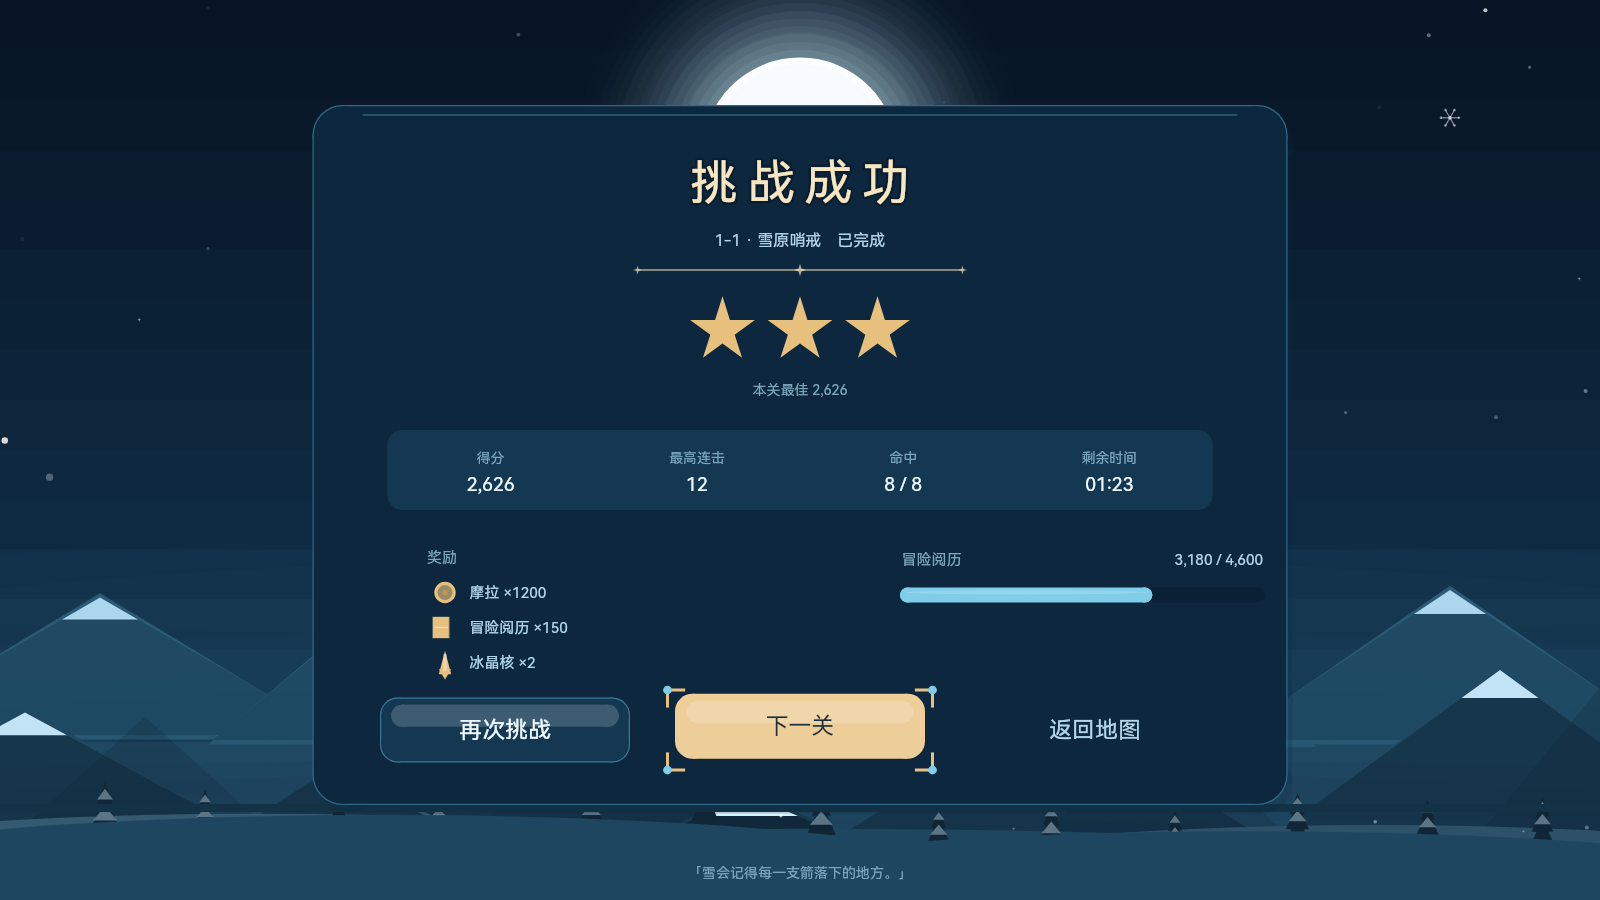 挑战成功
1-1 · 雪原哨戒　已完成
本关最佳 2,626
得分 最高连击 命中 剩余时间
2,626 12 8 / 8 01:23
奖励
摩拉 ×1200
冒险阅历 ×150
冰晶核 ×2
冒险阅历 3,180 / 4,600
再次挑战 下一关 返回地图
「雪会记得每一支箭落下的地方。」